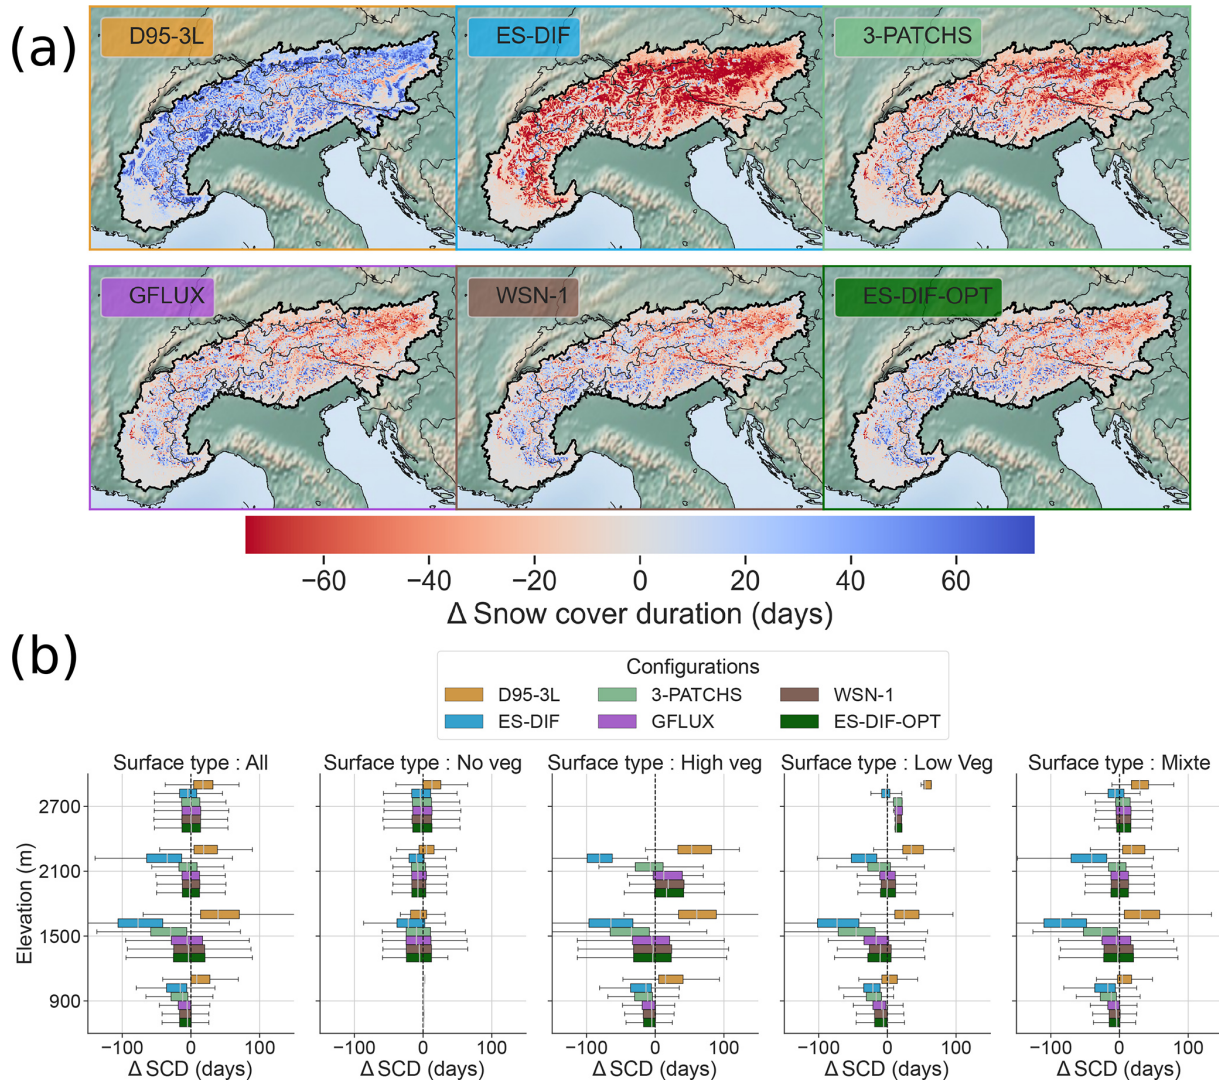 (a)
D95-3L
ES-DIF
3-PATCHS
GFLUX
WSN-1
ES-DIF-OPT
−60 −40 −20 0 20 40 60
Δ Snow cover duration (days)
(b)
Configurations
D95-3L 3-PATCHS WSN-1
ES-DIF GFLUX ES-DIF-OPT
Surface type : All Surface type : No veg Surface type : High veg Surface type : Low Veg Surface type : Mixte
Elevation (m)
2700
2100
1500
900
−100 0 100 −100 0 100 −100 0 100 −100 0 100 −100 0 100
Δ SCD (days) Δ SCD (days) Δ SCD (days) Δ SCD (days) Δ SCD (days)